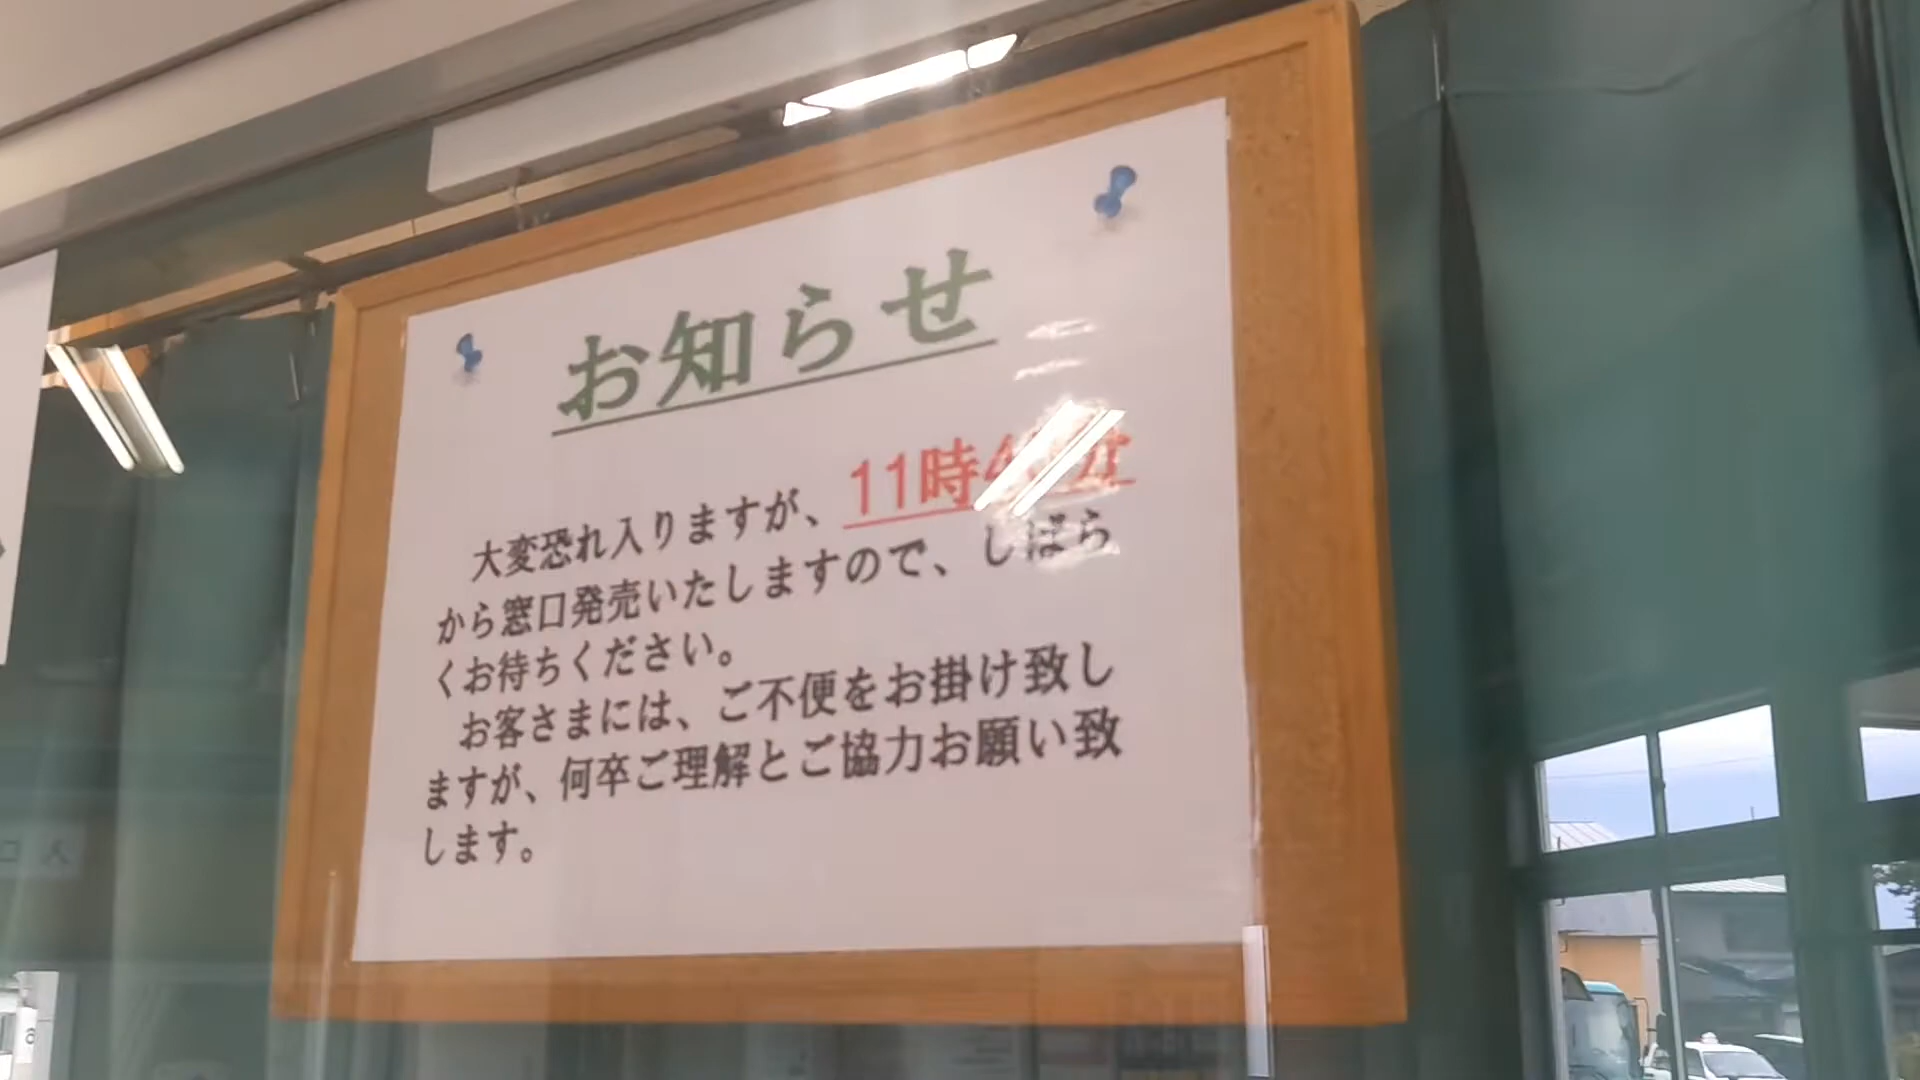 お知らせ
大変恐れ入りますが、11時
から窓口発売いたしますので、しばら
くお待ちください。
お客さまには、ご不便をお掛け致し
ますが、何卒ご理解とご協力お願い致
します。
入口